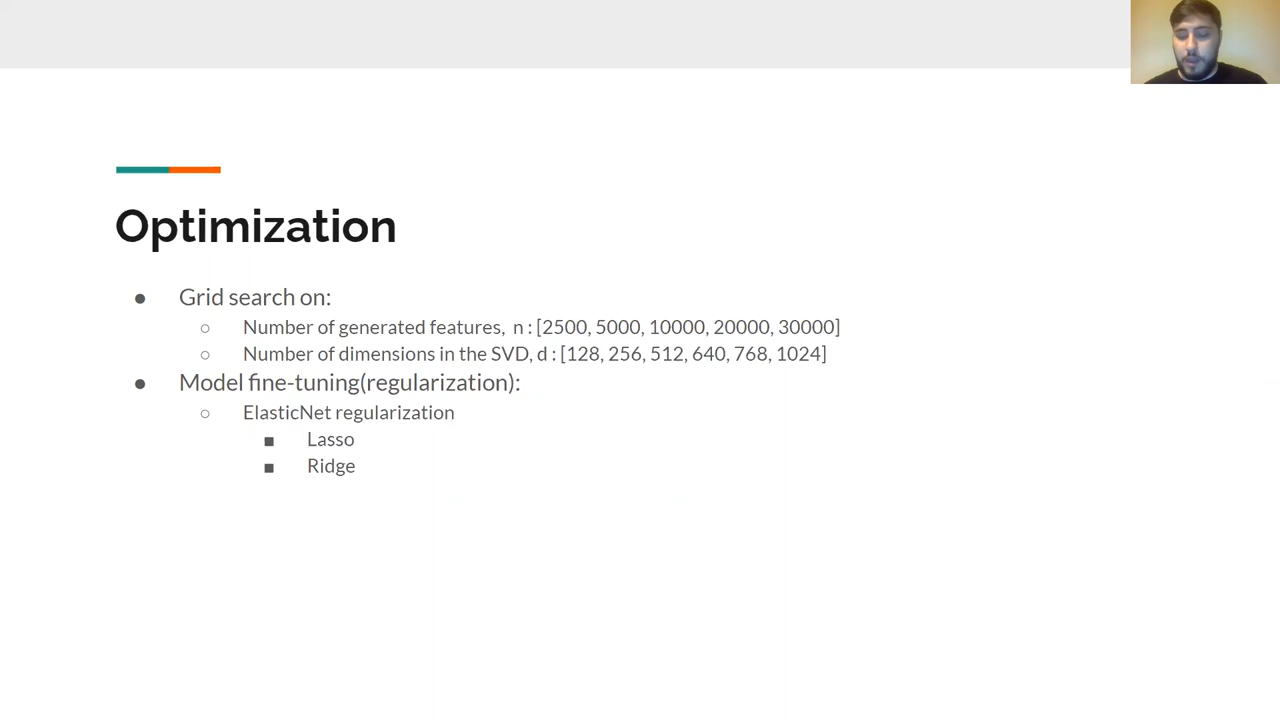 Optimization
● Grid search on:
○ Number of generated features, n : [2500, 5000, 10000, 20000, 30000]
○ Number of dimensions in the SVD, d : [128, 256, 512, 640, 768, 1024]
● Model fine-tuning(regularization):
○ ElasticNet regularization
■ Lasso
■ Ridge